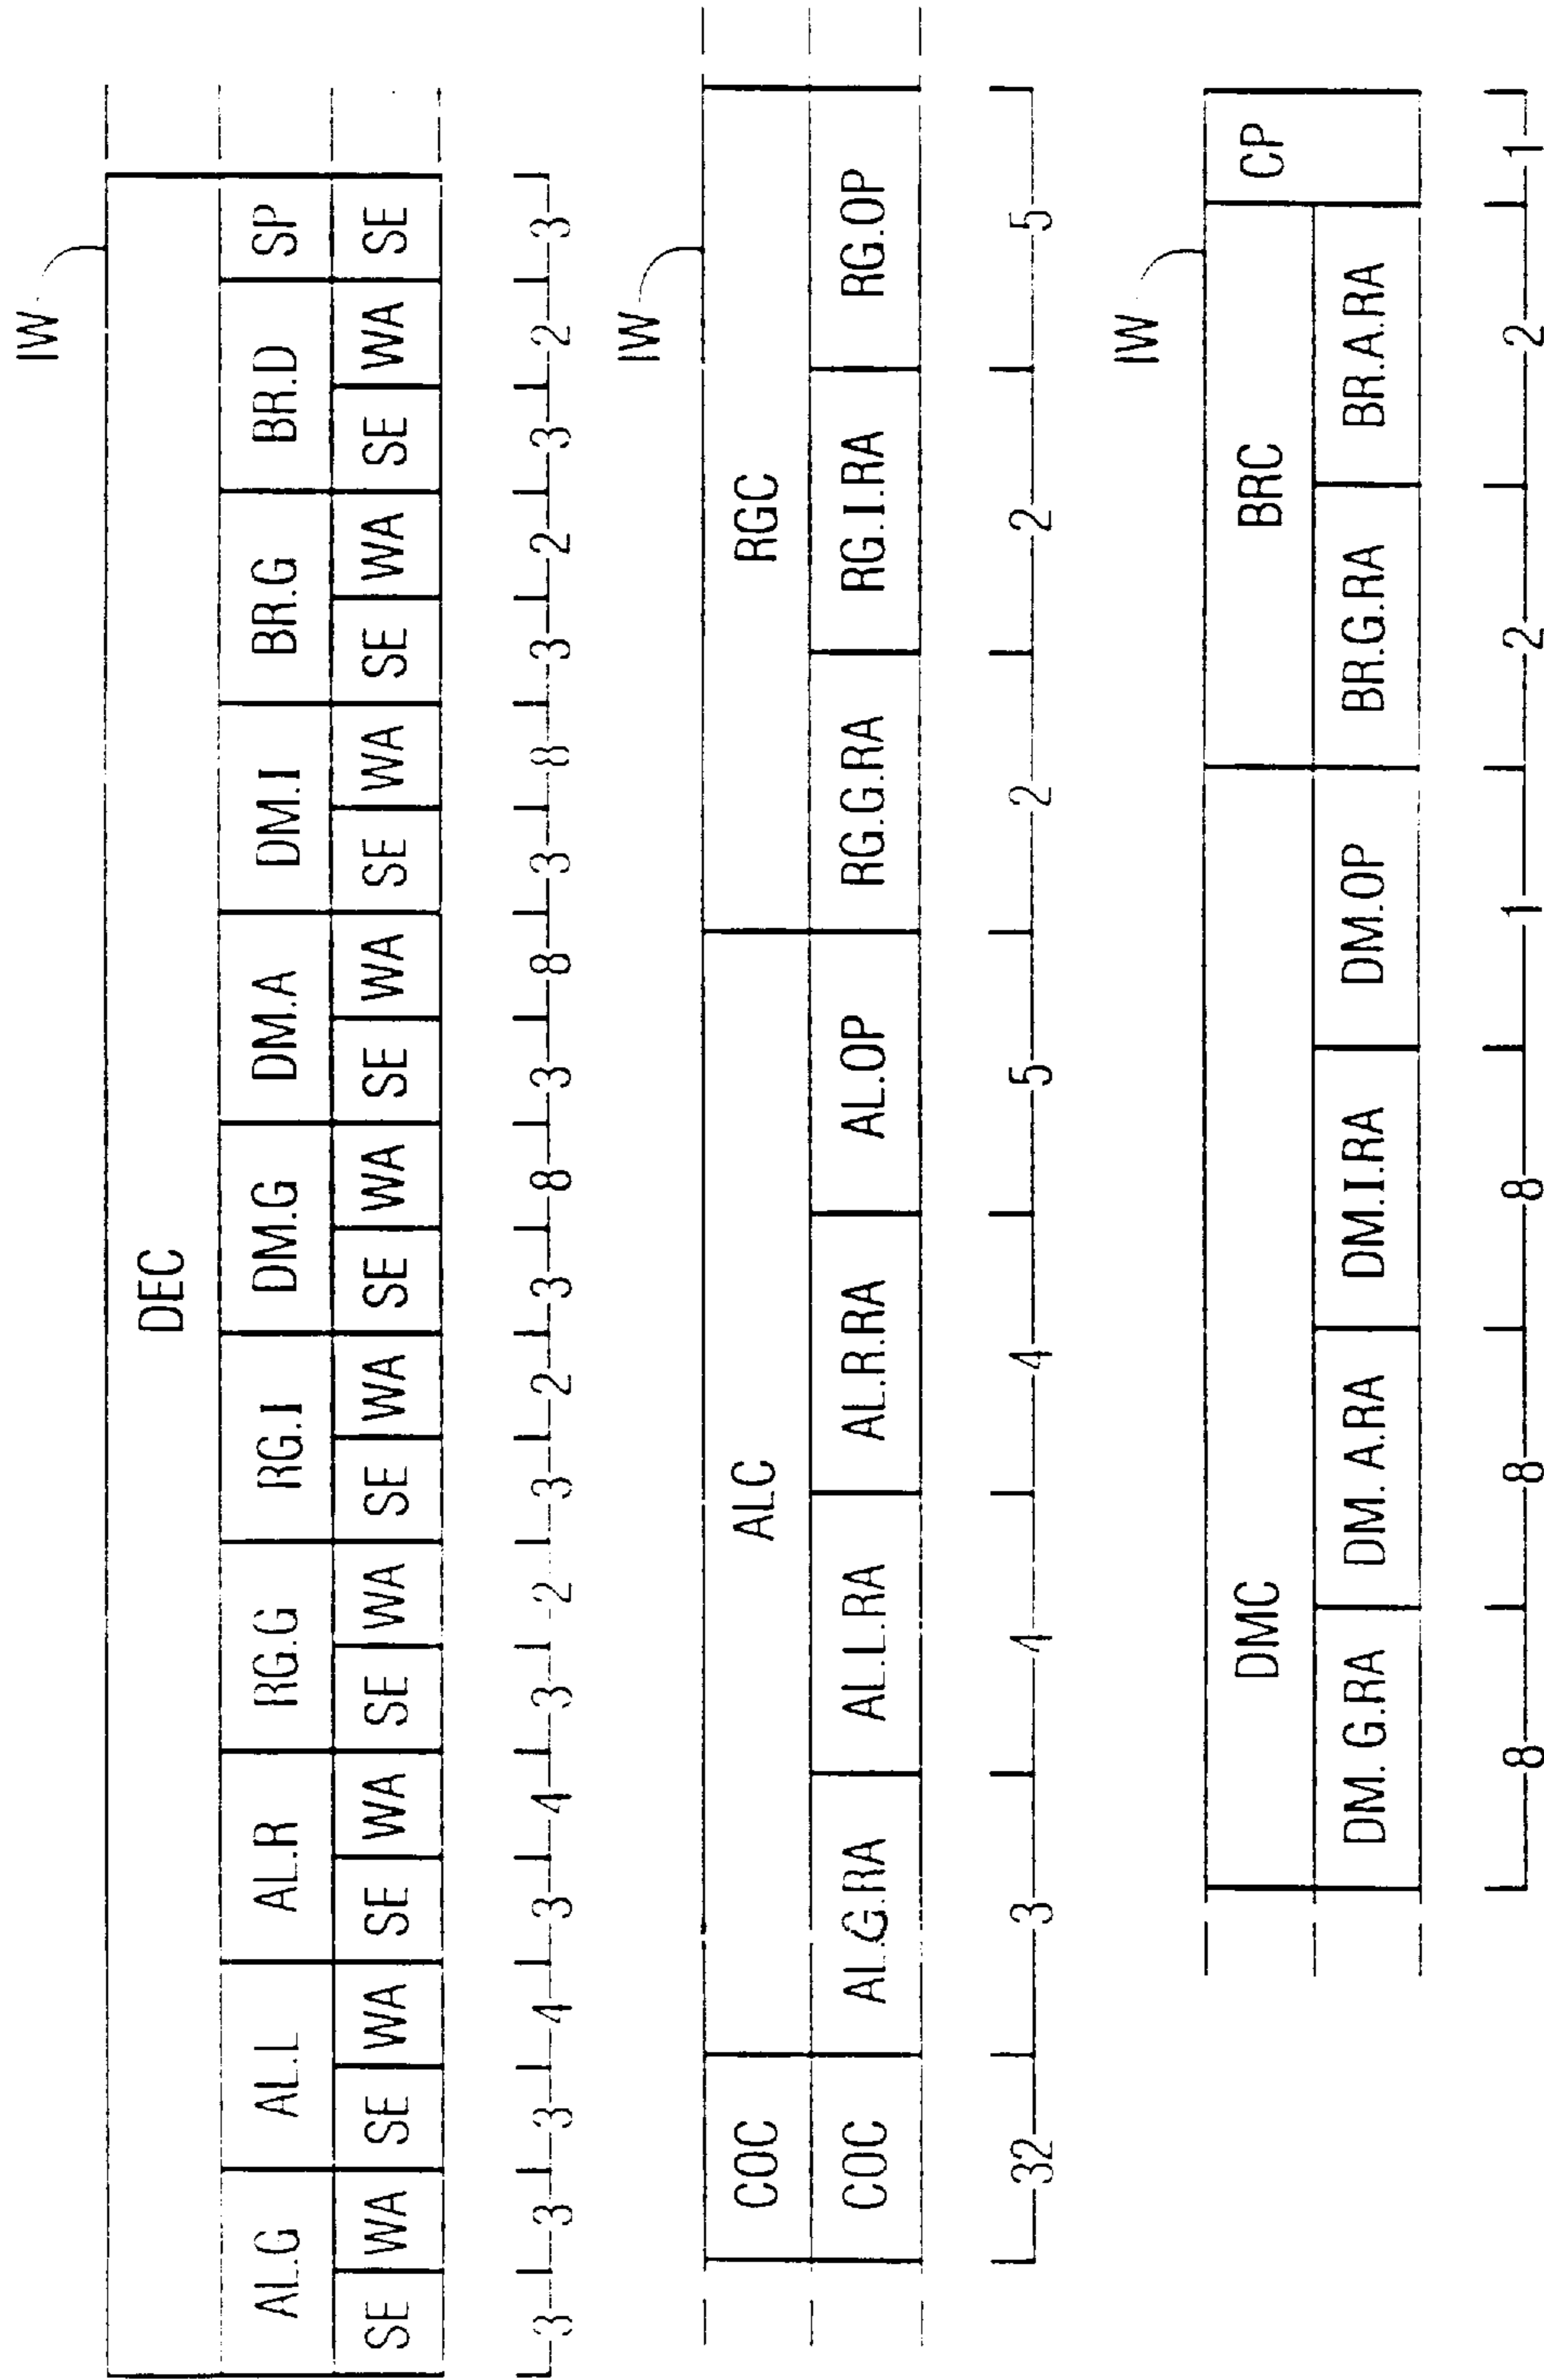 IW
DEC
AL.G AL.L AL.R RG.G RG.I DM.G DM.A DM.I BR.G BR.D SP
SE WA SE WA SE WA SE WA SE WA SE WA SE WA SE WA SE WA SE WA SE
3 3 3 4 3 4 3 2 3 2 3 8 3 8 3 8 3 2 3 2 3
IW
COC ALC RGC
COC AL.G.RA AL.L.RA AL.R.RA AL.OP RG.G.RA RG.I.RA RG.OP
32 3 4 4 5 2 2 5
IW
DMC BRC CP
DM.G.RA DM.A.RA DM.I.RA DM.OP BR.G.RA BR.A.RA
8 8 8 1 2 2 1